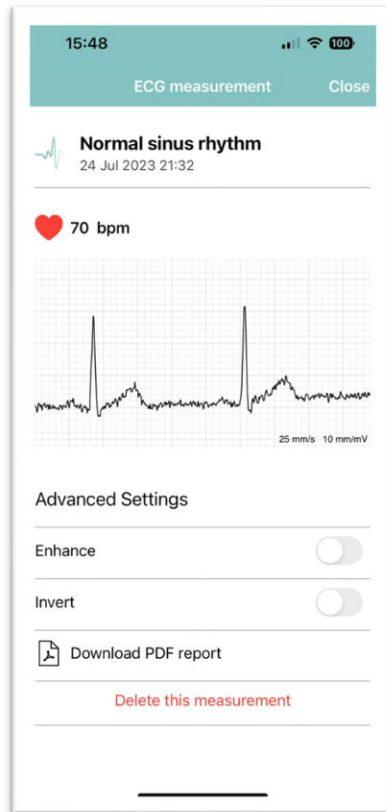 15:48
100
ECG measurement Close
Normal sinus rhythm
24 Jul 2023 21:32
70 bpm
25 mm/s 10 mm/mV
Advanced Settings
Enhance
Invert
Download PDF report
Delete this measurement